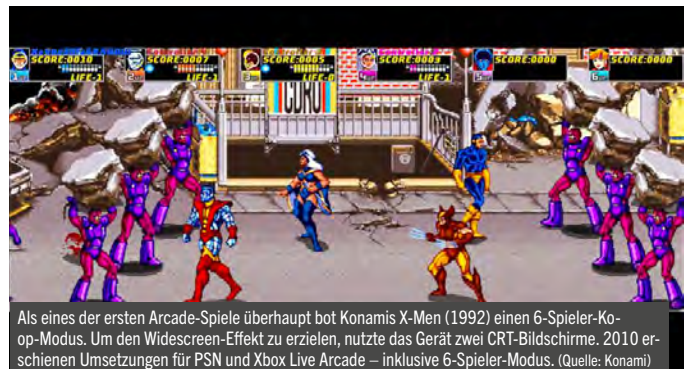 SCORE:0010 SCORE:0007 SCORE:0005 SCORE:0003 SCORE:0000 SCORE:0000
LIFE-1 LIFE-1 LIFE-0 LIFE-1
Als eines der ersten Arcade-Spiele überhaupt bot Konamis X-Men (1992) einen 6-Spieler-Ko-
op-Modus. Um den Widescreen-Effekt zu erzielen, nutzte das Gerät zwei CRT-Bildschirme. 2010 er-
schienen Umsetzungen für PSN und Xbox Live Arcade – inklusive 6-Spieler-Modus. (Quelle: Konami)